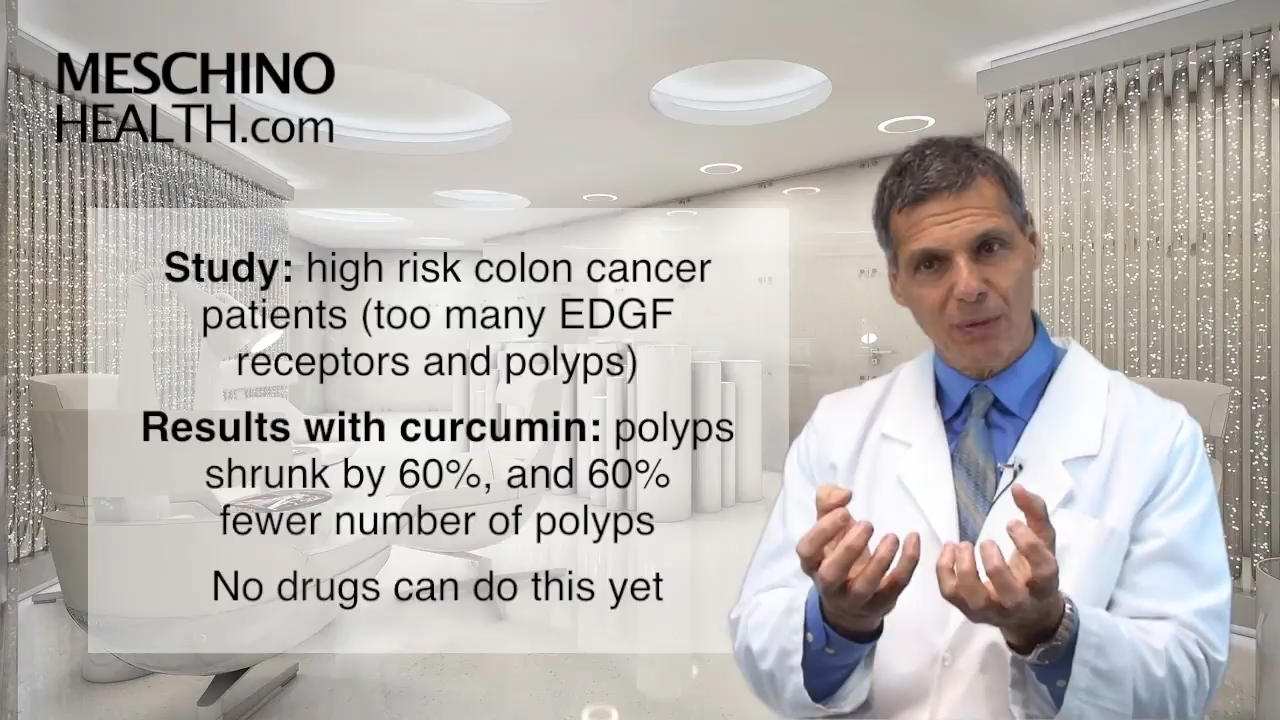 MESCHINO
HEALTH.com
Study: high risk colon cancer
patients (too many EDGF
receptors and polyps)
Results with curcumin: polyps
shrunk by 60%, and 60%
fewer number of polyps
No drugs can do this yet